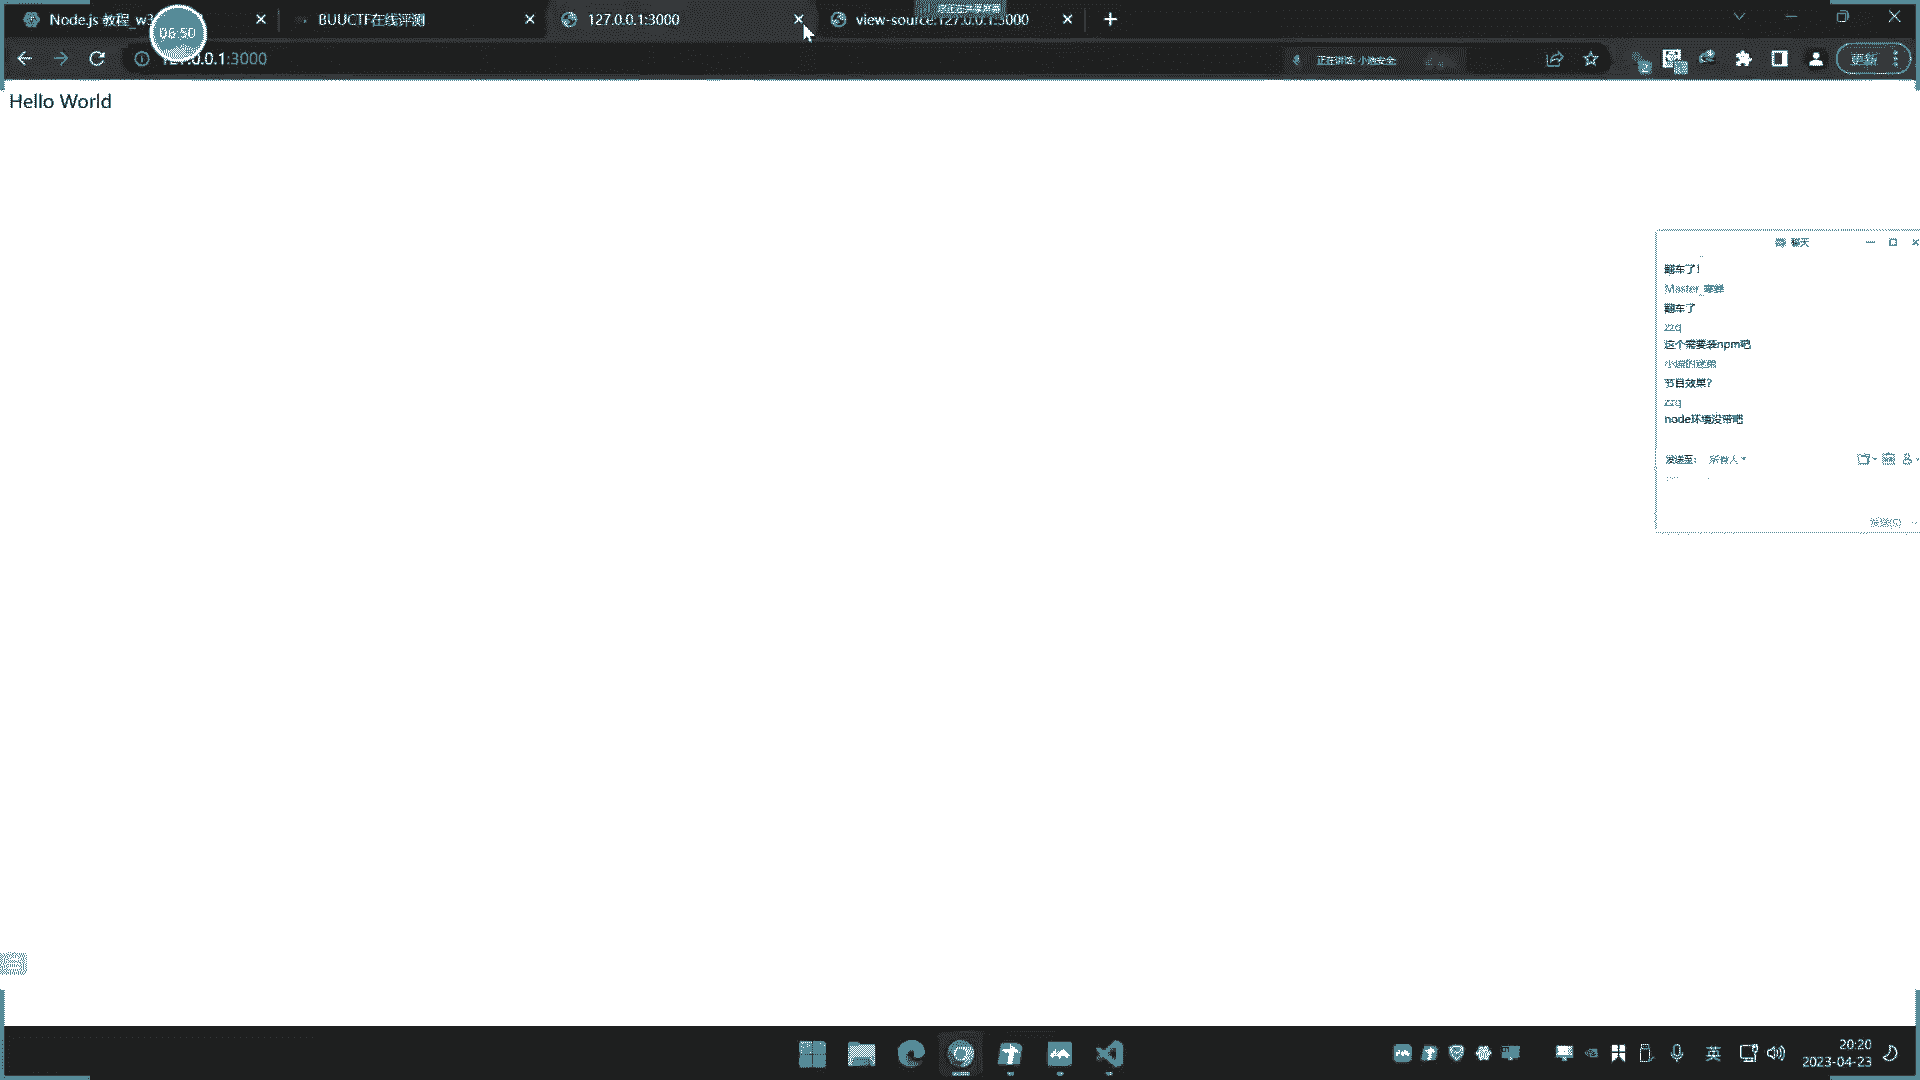 Node.js 教程_w3
06:50
BUUCTF在线评测
127.0.0.1:3000
view-source:127.0.0.1:3000
您正在共享屏幕
127.0.0.1:3000
正在讲话: 小迪安全
更新
Hello World
聊天
翻车了!
翻车了
zzq
这个需要装npm吧
小迪的迷弟
节目效果?
zzq
node环境没带吧
发送至: 所有人
发送(S)
英
20:20
2023-04-23